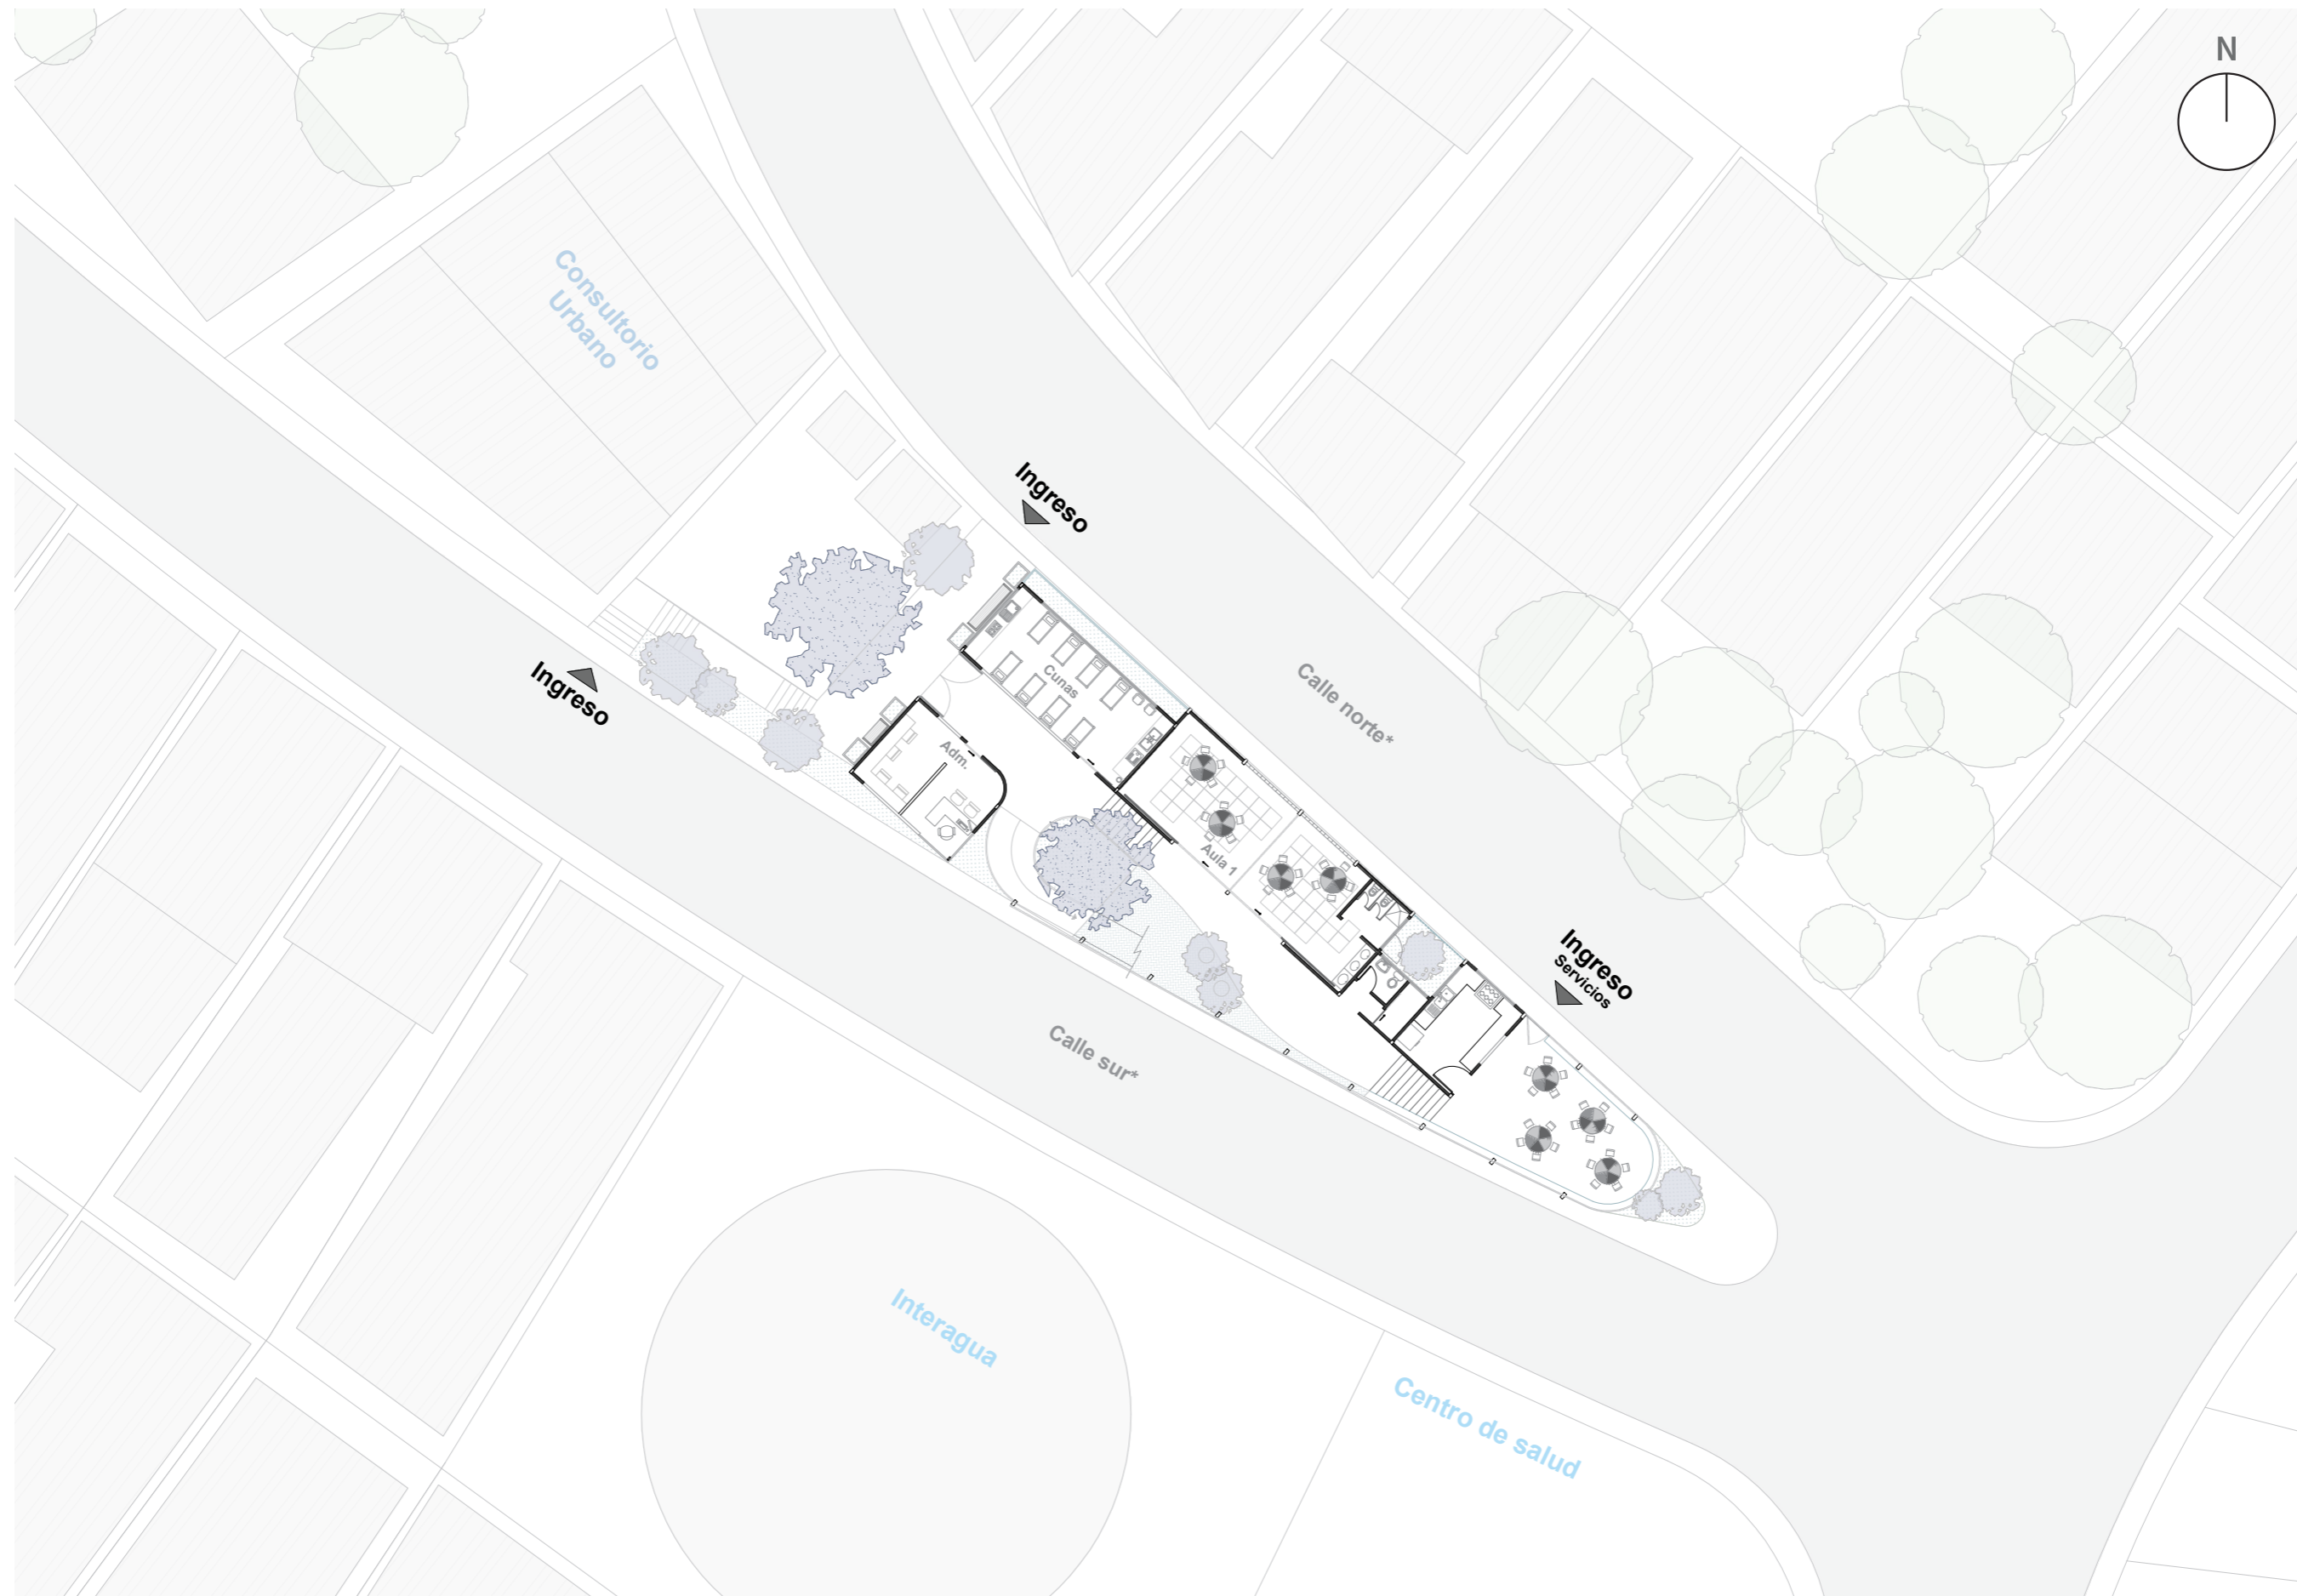 N
Consultorio
Urbano
Ingreso
Ingreso
Cunas
Calle norte*
Adm.
Aula 1
Ingreso
Servicios
Calle sur*
Interagua
Centro de salud